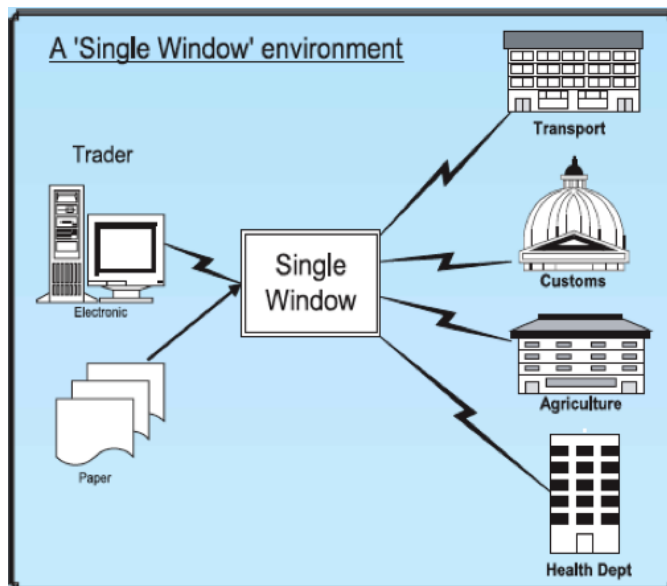 A 'Single Window' environment
Transport
Trader
Customs
Electronic
Single
Window
Agriculture
Paper
Health Dept